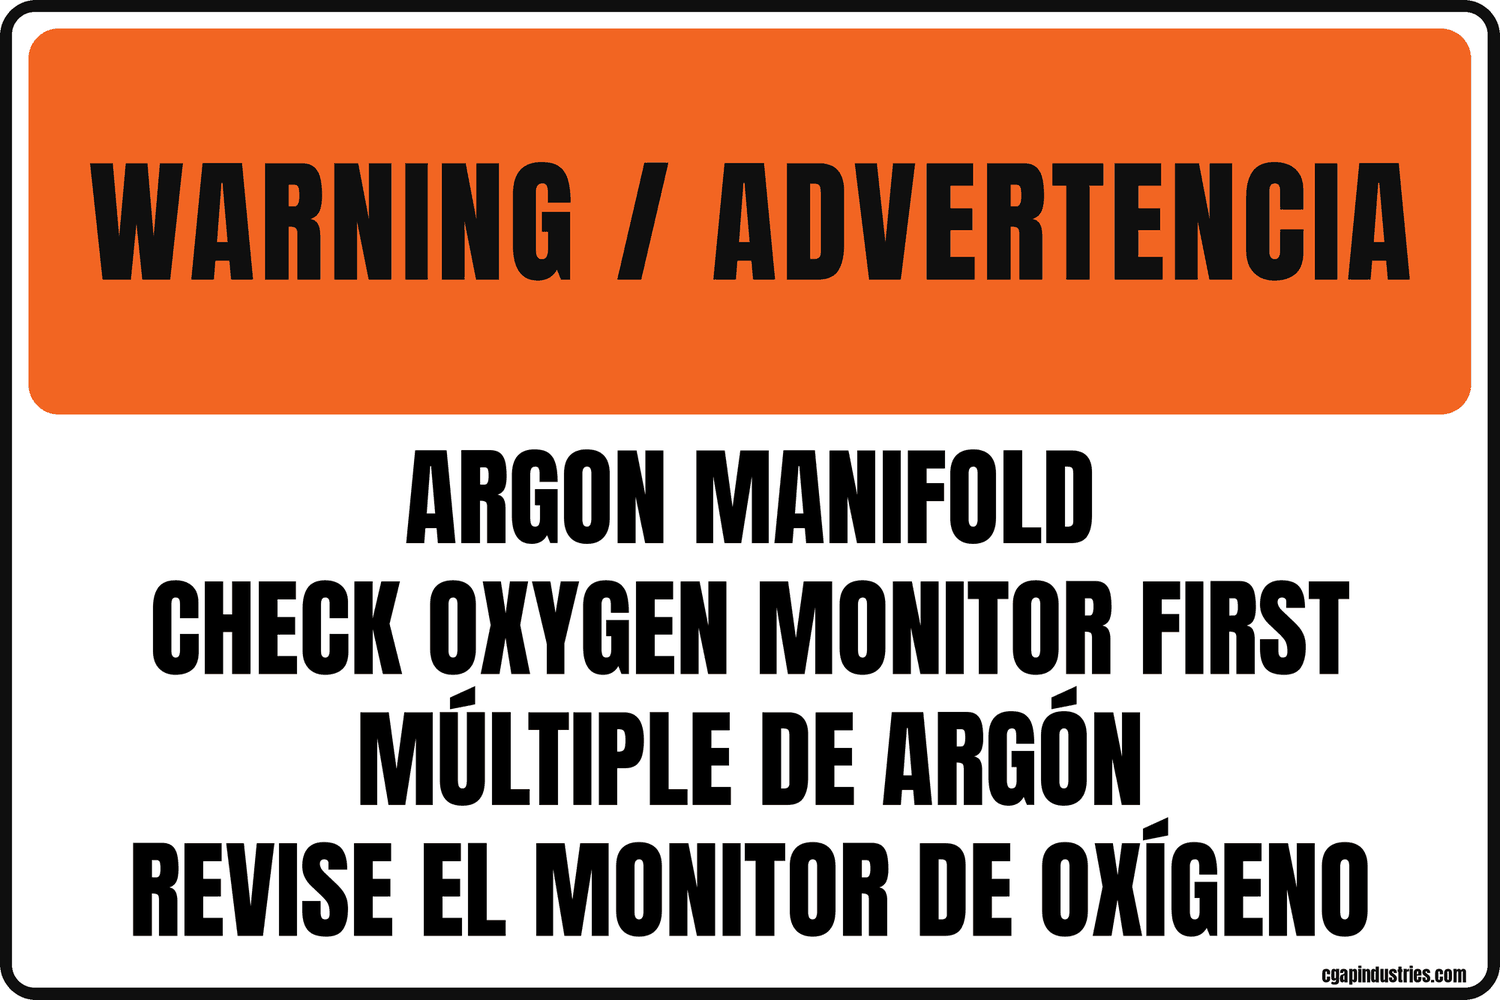 WARNING / ADVERTENCIA
ARGON MANIFOLD
CHECK OXYGEN MONITOR FIRST
MÚLTIPLE DE ARGÓN
REVISE EL MONITOR DE OXÍGENO
cgapindustries.com